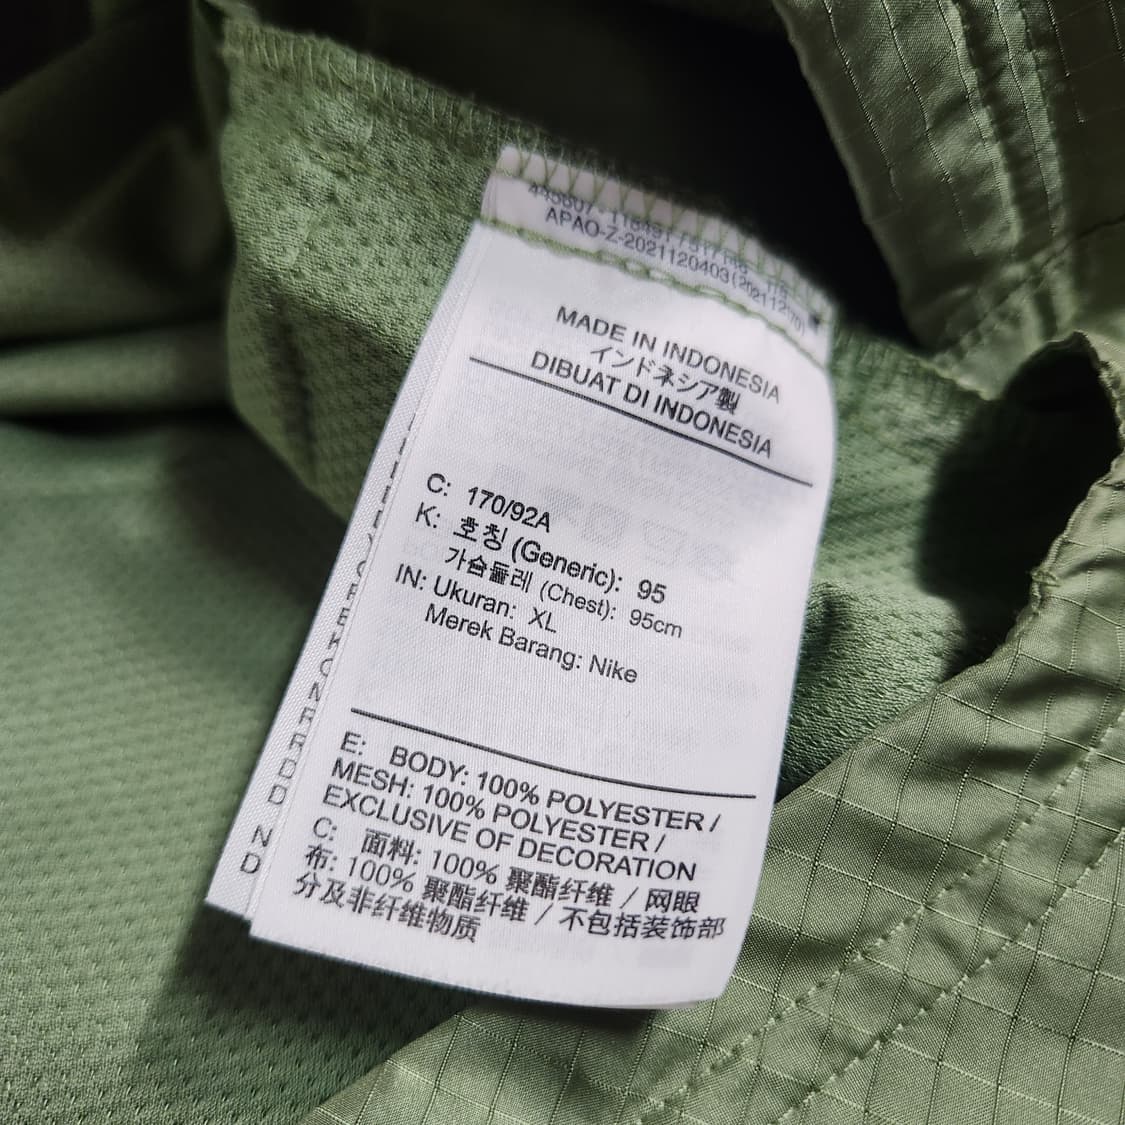 APAO-Z-2021120403
MADE IN INDONESIA
インドネシア製
DIBUAT DI INDONESIA
C: 170/92A
K: 호칭 (Generic): 95
가슴둘레 (Chest): 95cm
IN: Ukuran: XL
Merek Barang: Nike
E: BODY: 100% POLYESTER /
MESH: 100% POLYESTER /
EXCLUSIVE OF DECORATION
C: 面料: 100% 聚酯纤维 / 网眼
布: 100% 聚酯纤维 / 不包括装饰部
分及非纤维物质